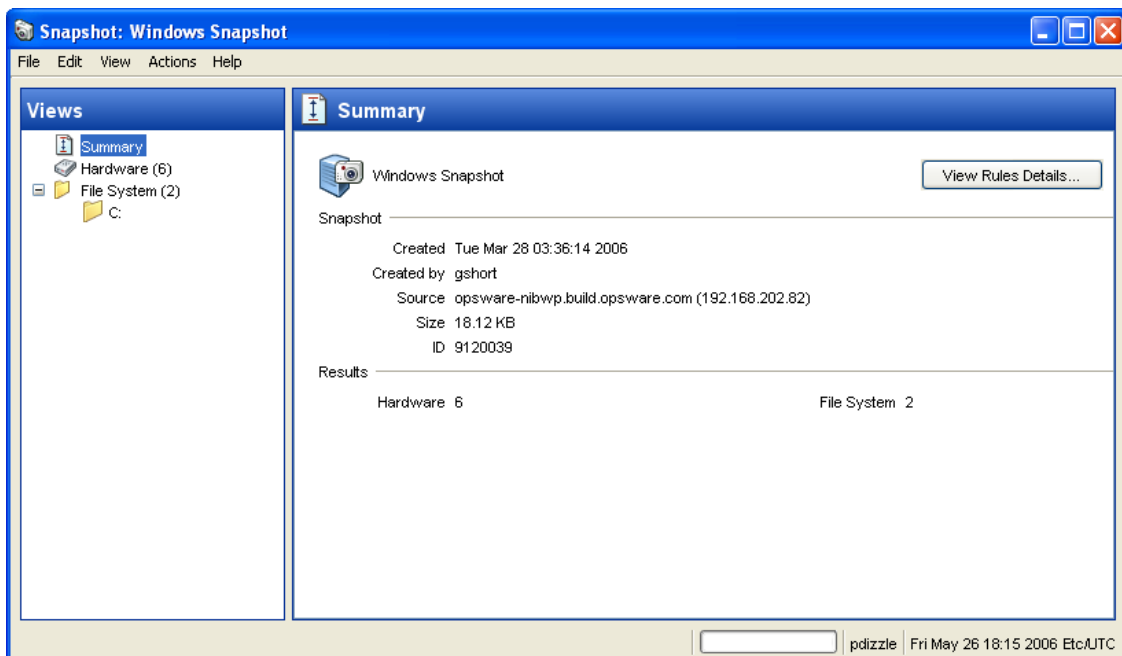 Snapshot: Windows Snapshot
File Edit View Actions Help
Views
Summary
Hardware (6)
File System (2)
C:
Summary
Windows Snapshot
View Rules Details...
Snapshot
Created Tue Mar 28 03:36:14 2006
Created by gshort
Source opsware-nibwp.build.opsware.com (192.168.202.82)
Size 18.12 KB
ID 9120039
Results
Hardware 6 File System 2
pdizzle Fri May 26 18:15 2006 Etc/UTC